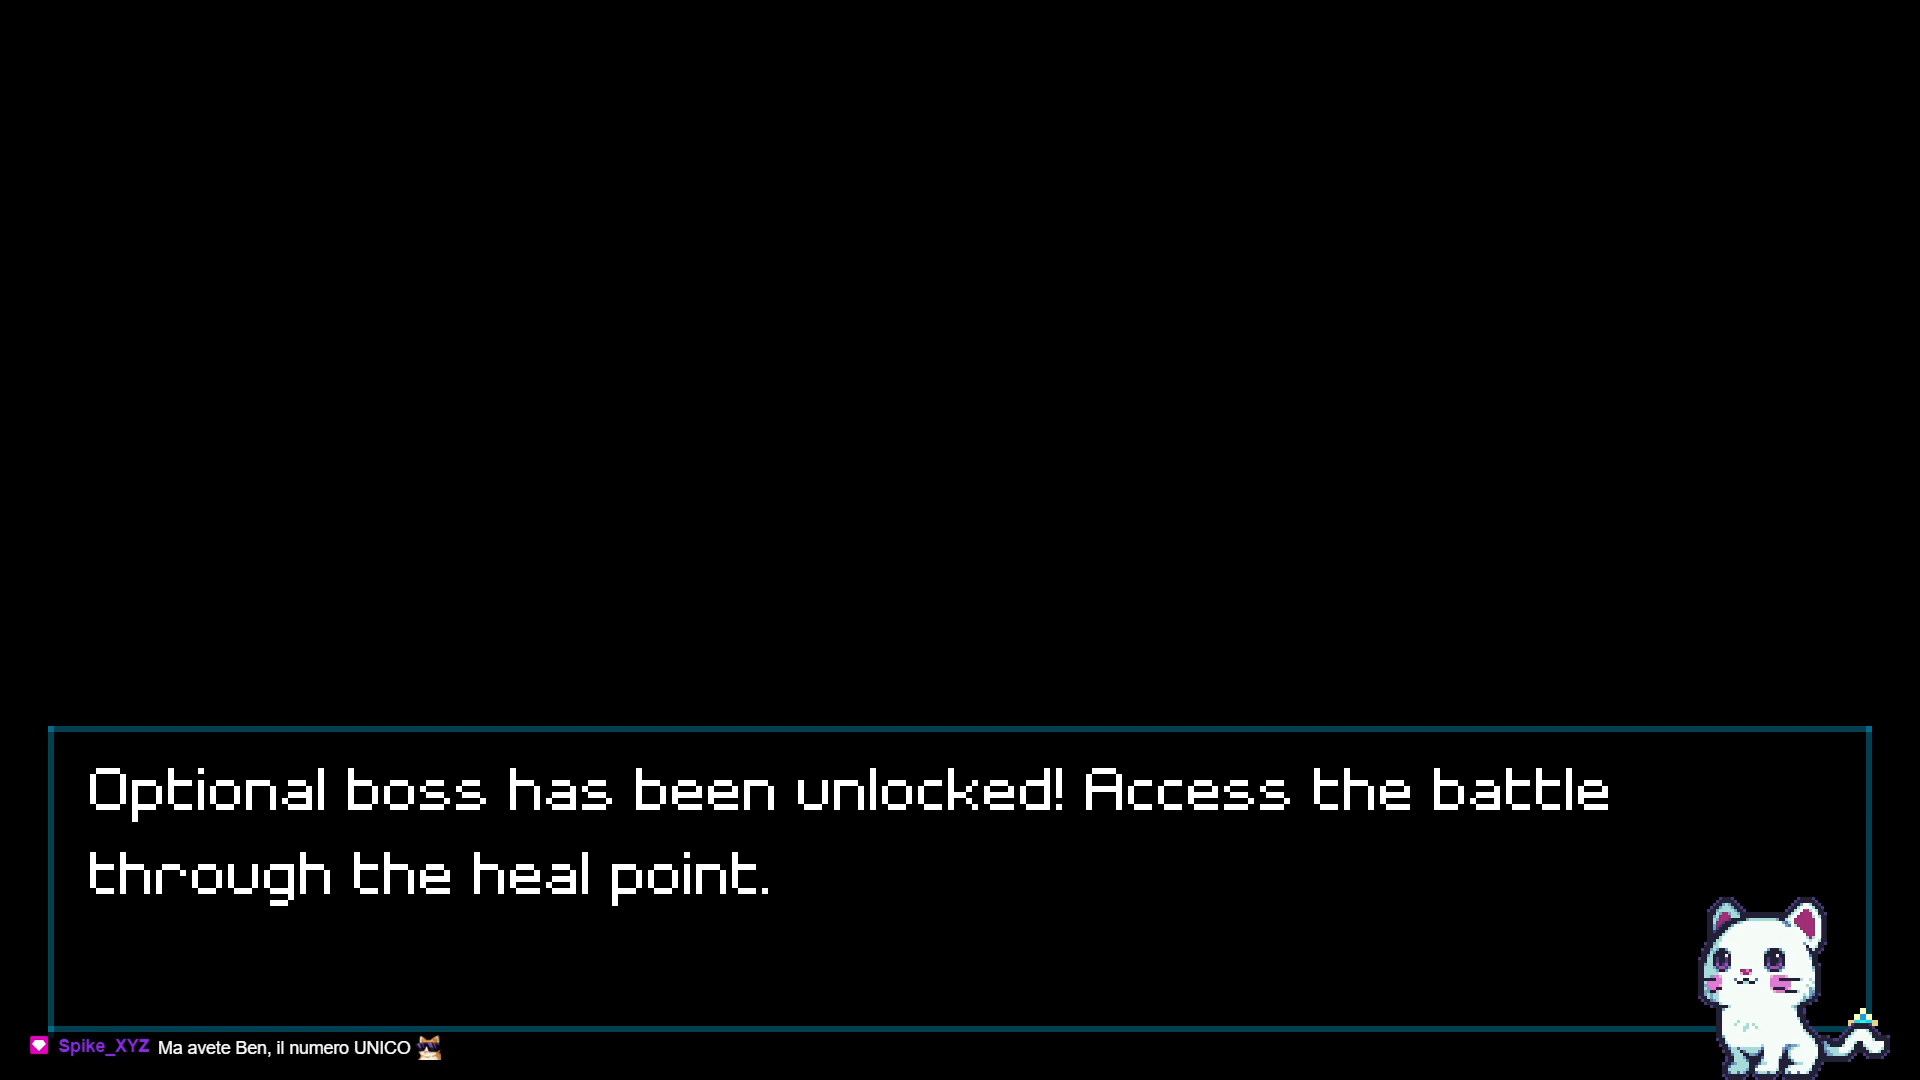 Optional boss has been unlocked! Access the battle
through the heal point.
Spike_XYZ Ma avete Ben, il numero UNICO